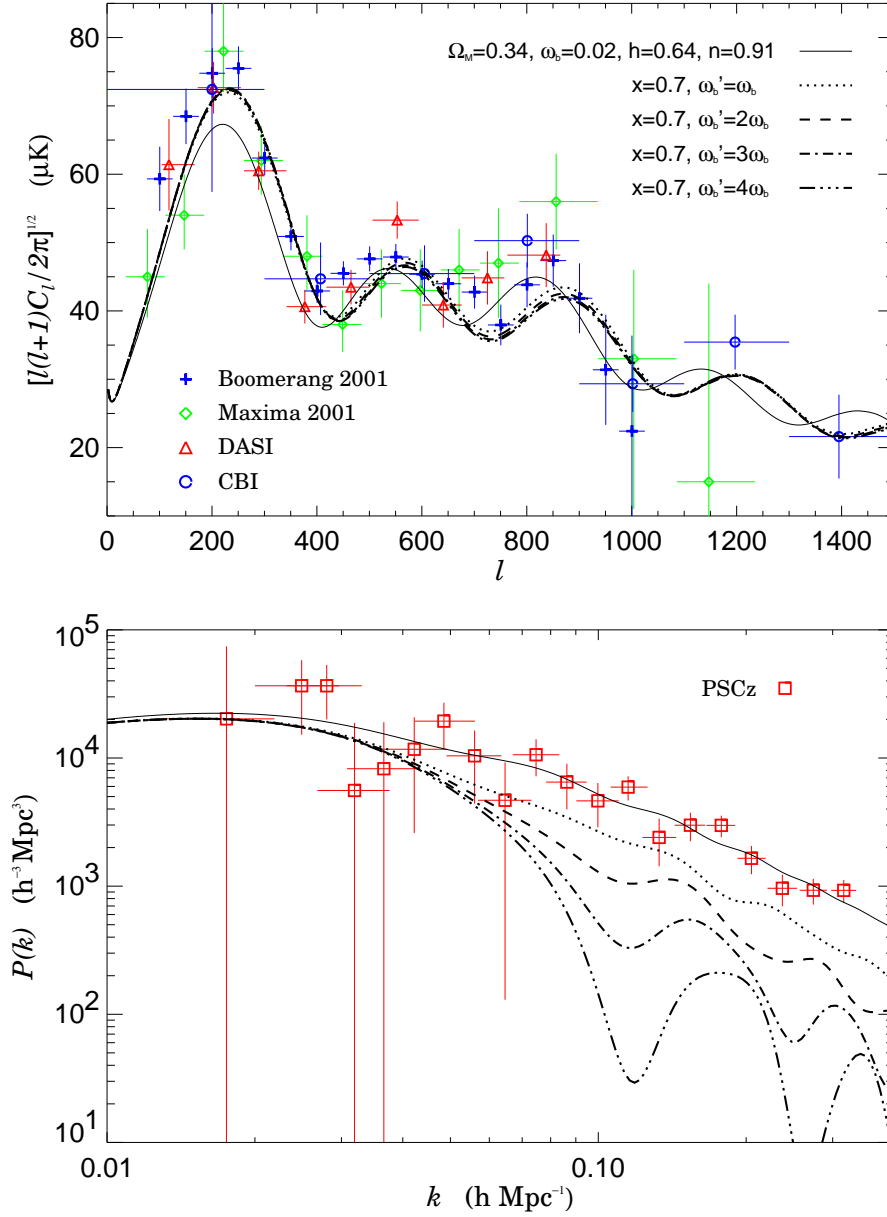 80
60
40
20
[l(l+1)C_l/2π]^1/2 (μK)
Ω_M=0.34, ω_b=0.02, h=0.64, n=0.91
x=0.7, ω_b'=ω_b
x=0.7, ω_b'=2ω_b
x=0.7, ω_b'=3ω_b
x=0.7, ω_b'=4ω_b
Boomerang 2001
Maxima 2001
DASI
CBI
0 200 400 600 800 1000 1200 1400
l
10^5
10^4
10^3
10^2
10^1
P(k) (h^-3 Mpc^3)
PSCz
0.01 0.10
k (h Mpc^-1)